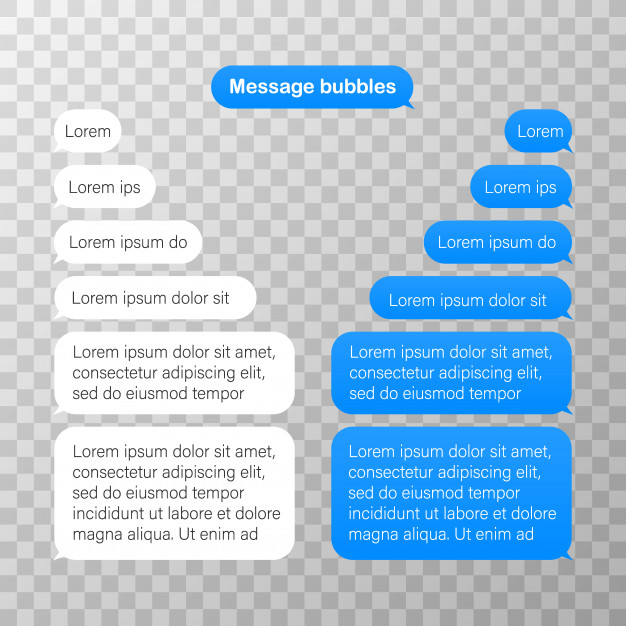 Message bubbles
Lorem
Lorem ips
Lorem ipsum do
Lorem ipsum dolor sit
Lorem ipsum dolor sit amet,
consectetur adipiscing elit,
sed do eiusmod tempor
Lorem ipsum dolor sit amet,
consectetur adipiscing elit,
sed do eiusmod tempor
incididunt ut labore et dolore
magna aliqua. Ut enim ad
Lorem
Lorem ips
Lorem ipsum do
Lorem ipsum dolor sit
Lorem ipsum dolor sit amet,
consectetur adipiscing elit,
sed do eiusmod tempor
Lorem ipsum dolor sit amet,
consectetur adipiscing elit,
sed do eiusmod tempor
incididunt ut labore et dolore
magna aliqua. Ut enim ad